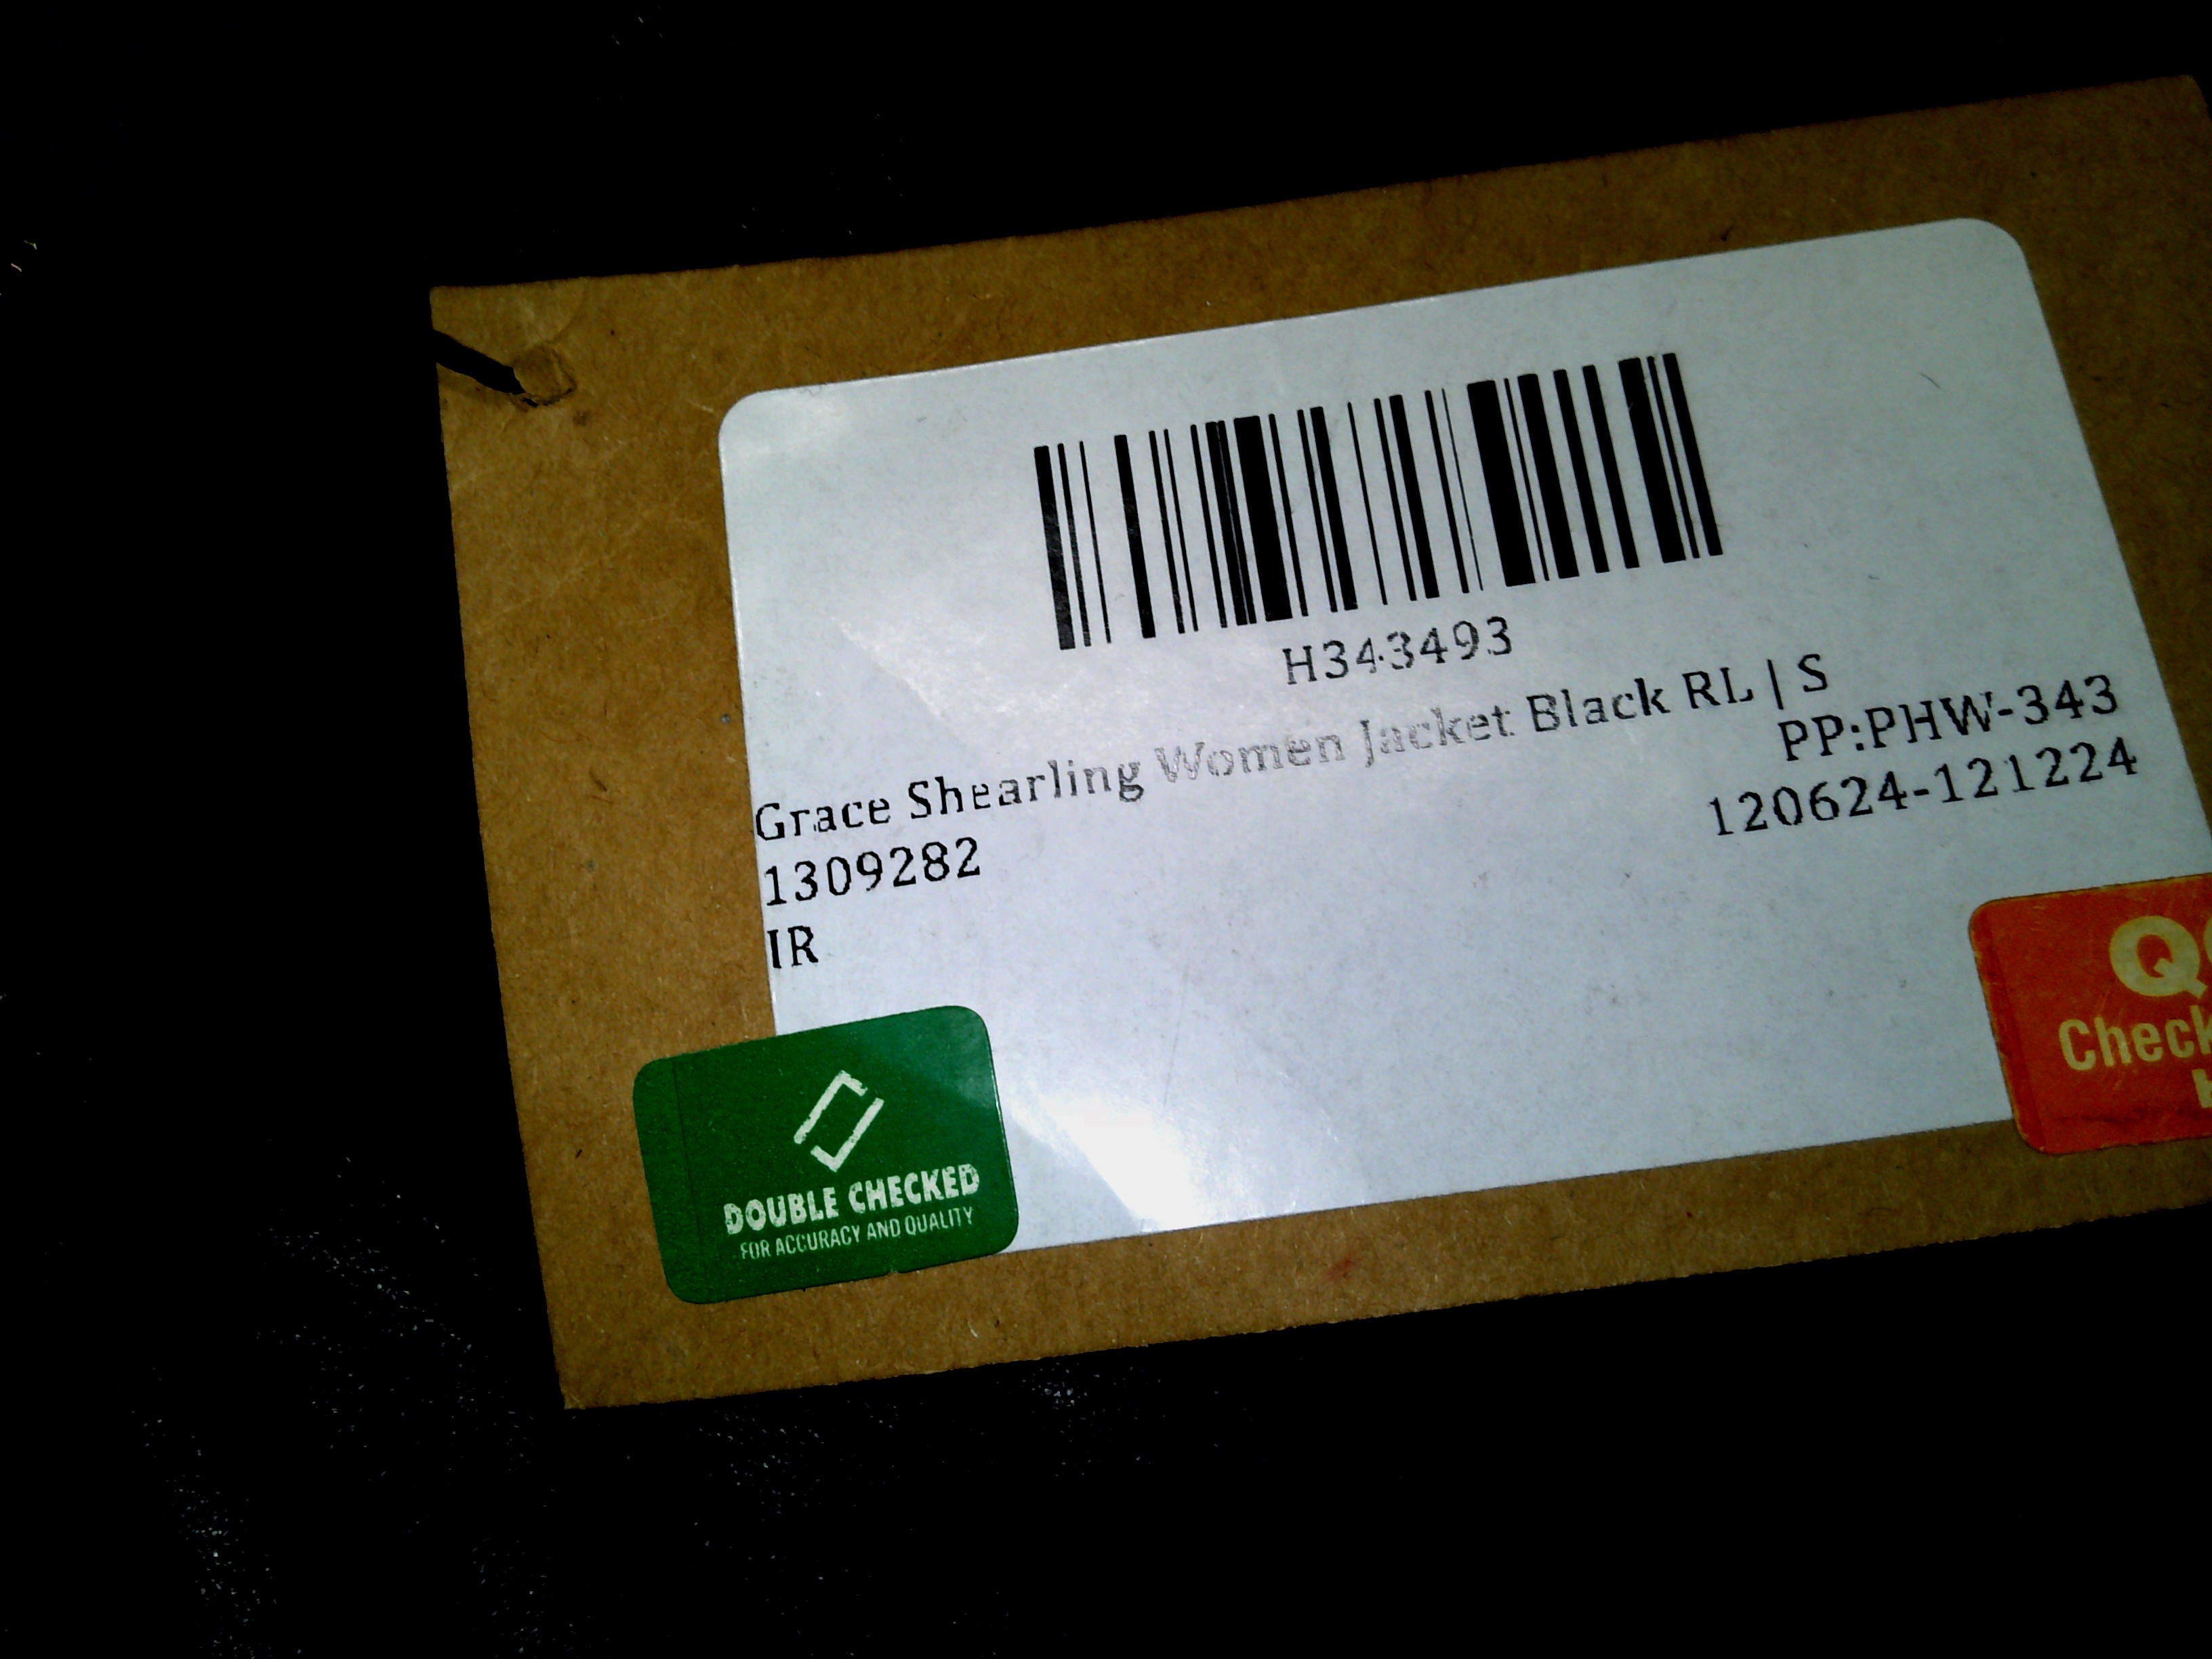 H343493
Grace Shearling Women Jacket Black RL | S
PP:PHW-343
1309282
120624-121224
IR
DOUBLE CHECKED
FOR ACCURACY AND QUALITY